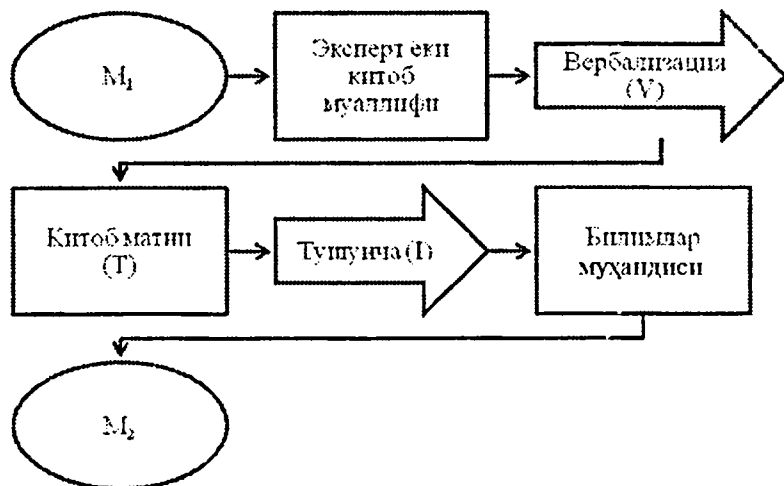 M₁
Эксперт ёки
китоб
муаллифи
Вербализация
(V)
Китоб матни
(T)
Тушунча (I)
Билимлар
муҳандиси
M₂